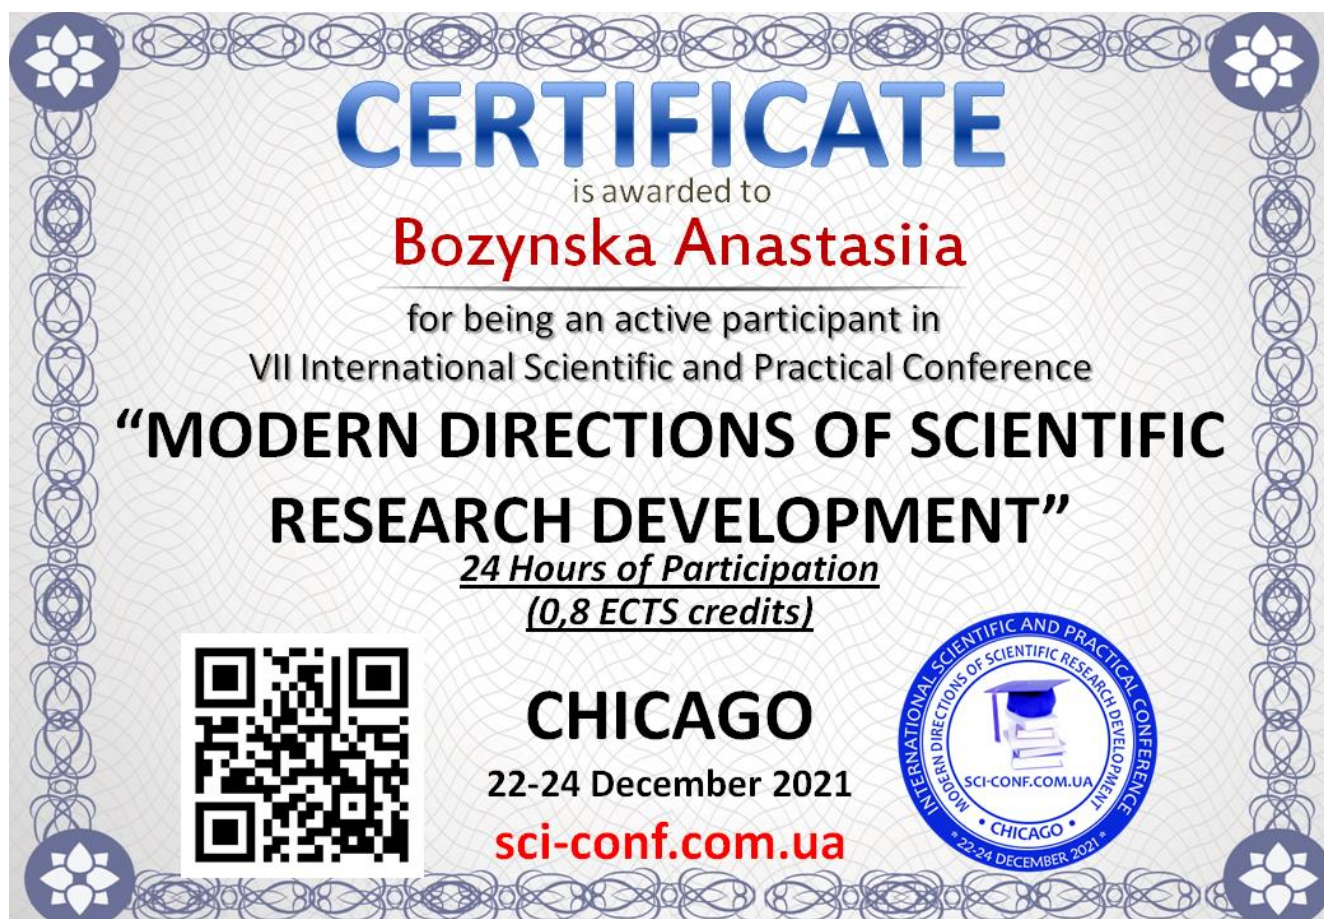 CERTIFICATE
is awarded to
Bozynska Anastasiia
for being an active participant in
VII International Scientific and Practical Conference
“MODERN DIRECTIONS OF SCIENTIFIC
RESEARCH DEVELOPMENT”
24 Hours of Participation
(0,8 ECTS credits)
CHICAGO
22-24 December 2021
sci-conf.com.ua
INTERNATIONAL SCIENTIFIC AND PRACTICAL CONFERENCE
MODERN DIRECTIONS OF SCIENTIFIC RESEARCH DEVELOPMENT
SCI-CONF.COM.UA
• CHICAGO •
* 22-24 DECEMBER 2021 *